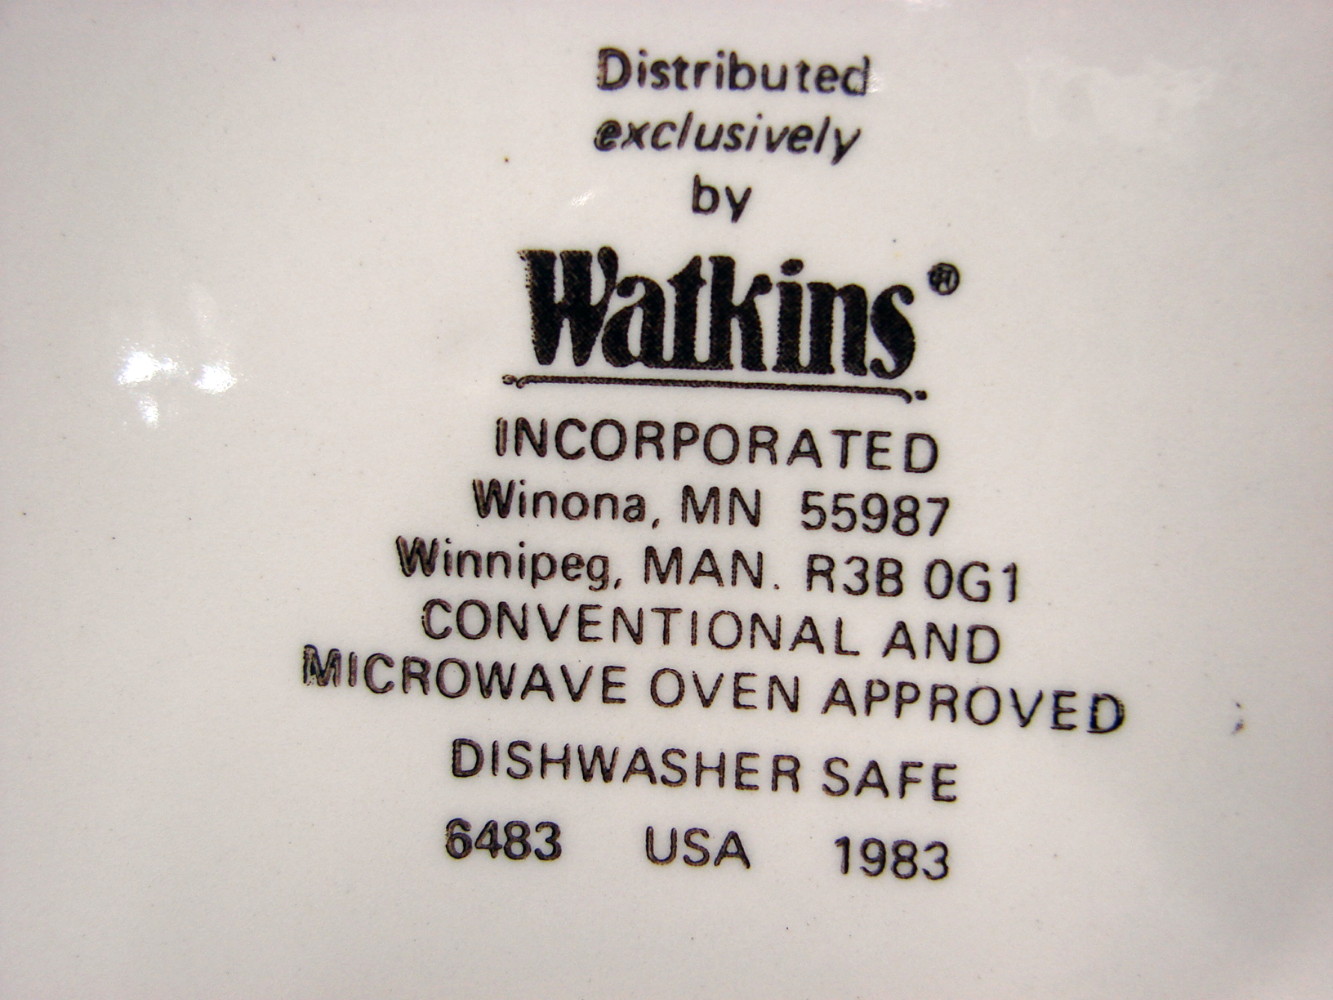 Distributed
exclusively
by
Watkins®
INCORPORATED
Winona, MN 55987
Winnipeg, MAN. R3B 0G1
CONVENTIONAL AND
MICROWAVE OVEN APPROVED
DISHWASHER SAFE
6483 USA 1983